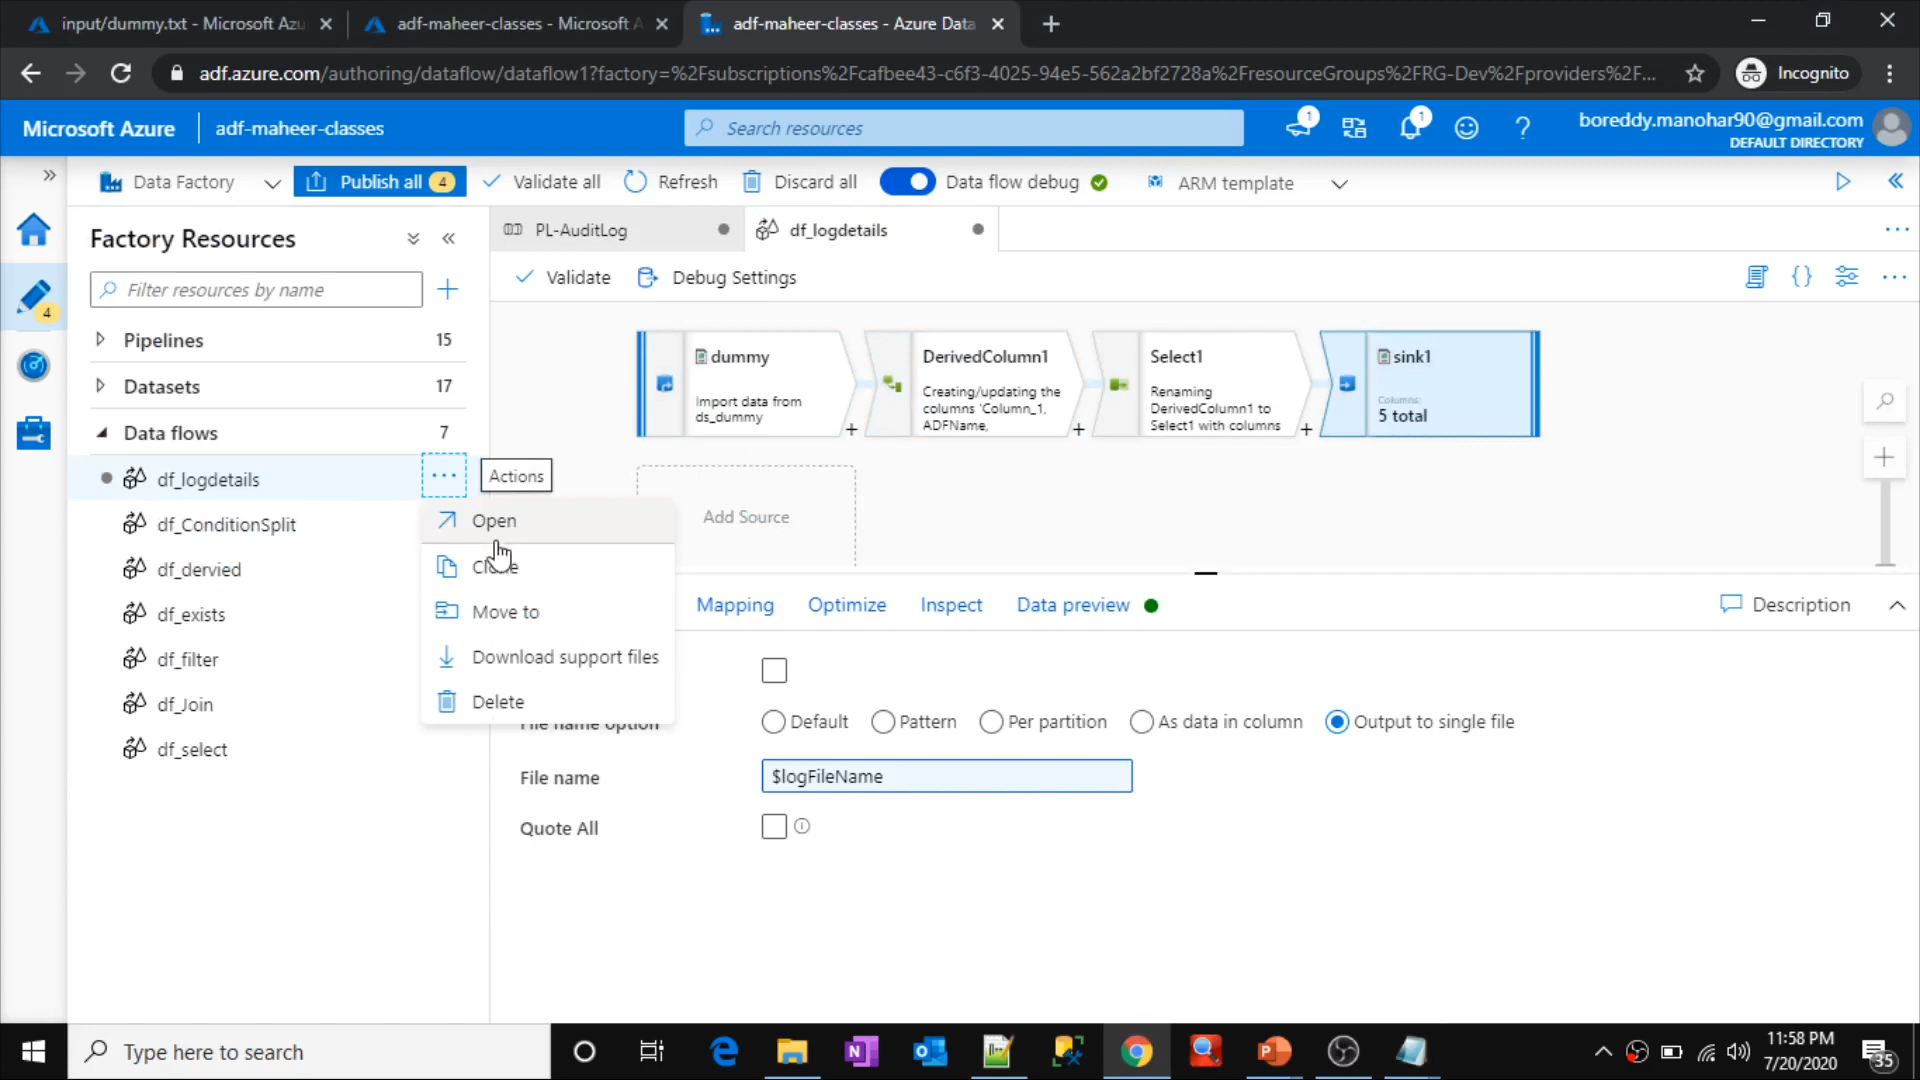 input/dummy.txt - Microsoft Azu
adf-maheer-classes - Microsoft A
adf-maheer-classes - Azure Data
adf.azure.com/authoring/dataflow/dataflow1?factory=%2Fsubscriptions%2Fcafbee43-c6f3-4025-94e5-562a2bf2728a%2FresourceGroups%2FRG-Dev%2Fproviders%2F...
Incognito
Microsoft Azure
adf-maheer-classes
Search resources
1
1
boreddy.manohar90@gmail.com
DEFAULT DIRECTORY
Data Factory
Publish all 4
Validate all
Refresh
Discard all
Data flow debug
ARM template
Factory Resources
PL-AuditLog
df_logdetails
Filter resources by name
Validate
Debug Settings
4
Pipelines 15
Datasets 17
Data flows 7
dummy
Import data from
ds_dummy
DerivedColumn1
Creating/updating the
columns 'Column_1,
ADFName,
Select1
Renaming
DerivedColumn1 to
Select1 with columns
sink1
Columns:
5 total
Add Source
df_logdetails
Actions
df_ConditionSplit
df_dervied
df_exists
df_filter
df_Join
df_select
Open
Move to
Download support files
Delete
Mapping
Optimize
Inspect
Data preview
Description
File name option
Default
Pattern
Per partition
As data in column
Output to single file
File name
$logFileName
Quote All
Type here to search
11:58 PM
7/20/2020
35